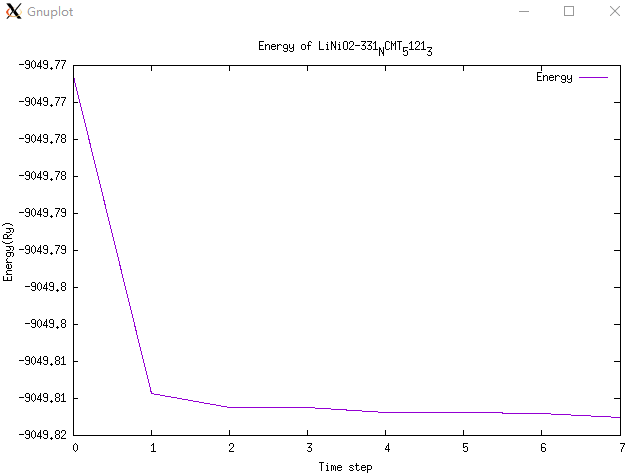 Gnuplot
Energy of LiNiO2-331NCMT51213
Energy
-9049.77
-9049.77
-9049.78
-9049.78
-9049.79
-9049.79
-9049.8
-9049.8
-9049.81
-9049.81
-9049.82
Energy(Ry)
0 1 2 3 4 5 6 7
Time step